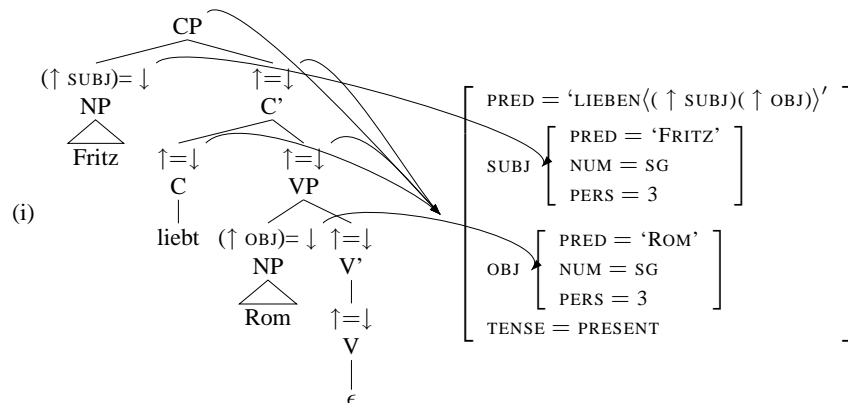 CP
(↑ SUBJ)= ↓ ↑=↓
NP C’
Fritz
↑=↓ ↑=↓
C VP
(i)
liebt (↑ OBJ)= ↓ ↑=↓
NP V’
Rom ↑=↓
V
ϵ
PRED = ‘LIEBEN⟨(↑ SUBJ)(↑ OBJ)⟩′
SUBJ
PRED = ‘FRITZ’
NUM = SG
PERS = 3
OBJ
PRED = ‘ROM’
NUM = SG
PERS = 3
TENSE = PRESENT